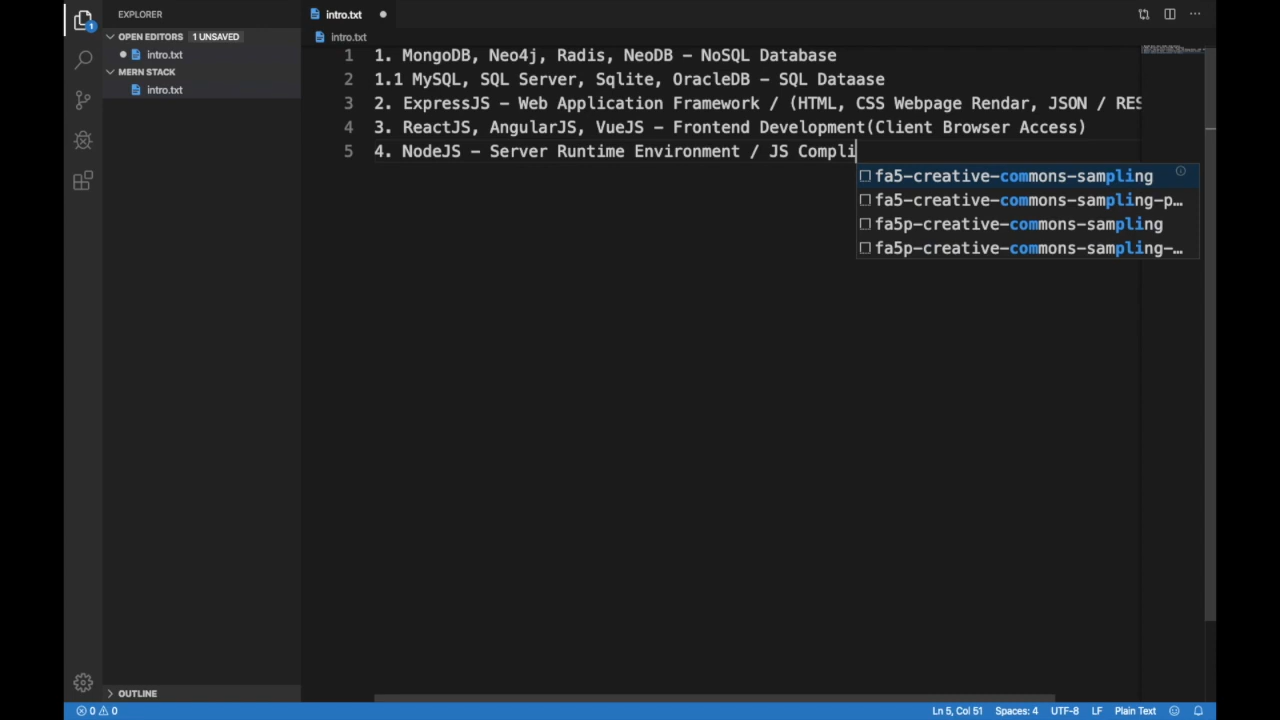 EXPLORER
OPEN EDITORS 1 UNSAVED
intro.txt
MERN STACK
intro.txt
OUTLINE
intro.txt
intro.txt
1 1. MongoDB, Neo4j, Radis, NeoDB - NoSQL Database
2 1.1 MySQL, SQL Server, Sqlite, OracleDB - SQL Dataase
3 2. ExpressJS - Web Application Framework / (HTML, CSS Webpage Rendar, JSON / RES
4 3. ReactJS, AngularJS, VueJS - Frontend Development(Client Browser Access)
5 4. NodeJS - Server Runtime Environment / JS Compli
fa5-creative-commons-sampling
fa5-creative-commons-sampling-p…
fa5p-creative-commons-sampling
fa5p-creative-commons-sampling-…
1
0 0 Ln 5, Col 51 Spaces: 4 UTF-8 LF Plain Text